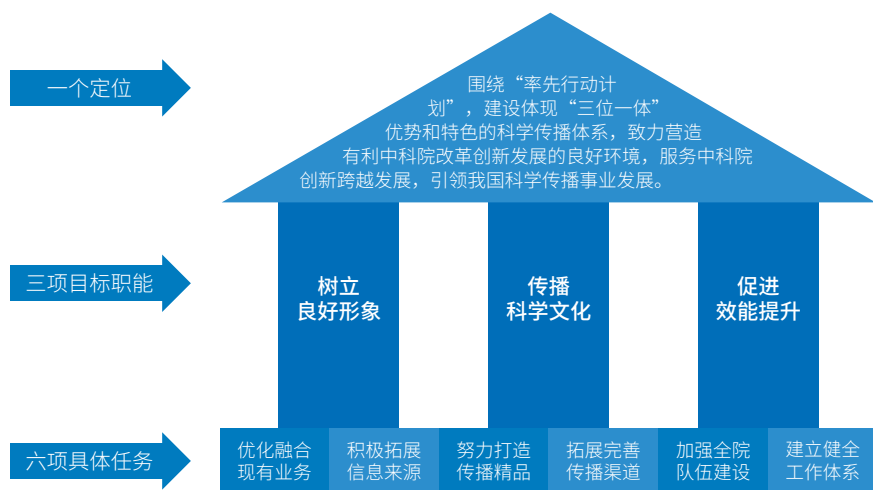 一个定位
围绕“率先行动计
划”，建设体现“三位一体”
优势和特色的科学传播体系，致力营造
有利中科院改革创新发展的良好环境，服务中科院
创新跨越发展，引领我国科学传播事业发展。
三项目标职能
树立
良好形象
传播
科学文化
促进
效能提升
六项具体任务
优化融合
现有业务
积极拓展
信息来源
努力打造
传播精品
拓展完善
传播渠道
加强全院
队伍建设
建立健全
工作体系